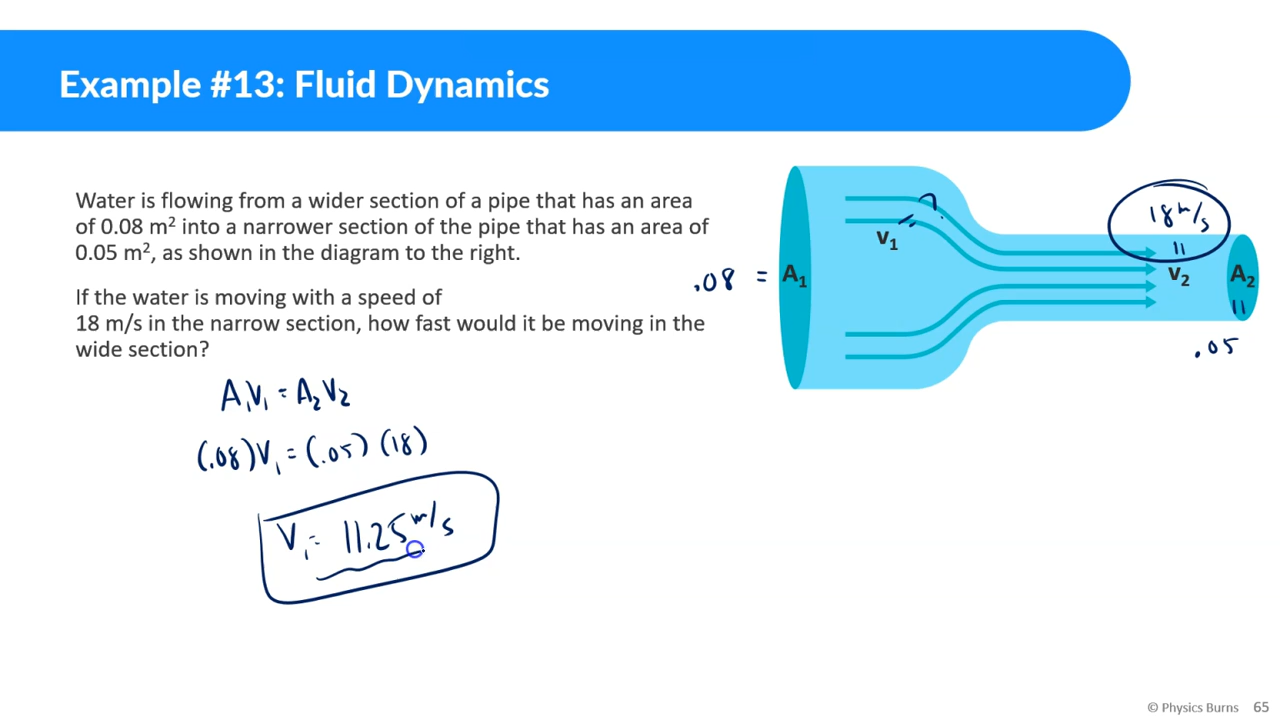 Example #13: Fluid Dynamics
Water is flowing from a wider section of a pipe that has an area
of 0.08 m² into a narrower section of the pipe that has an area of
0.05 m², as shown in the diagram to the right.
If the water is moving with a speed of
18 m/s in the narrow section, how fast would it be moving in the
wide section?
A₁V₁ = A₂V₂
(.08)V₁ = (.05)(18)
V₁ = 11.25 m/s
.08 = A₁
v₁ = ?
18 m/s
=
v₂
A₂
=
.05
© Physics Burns 65